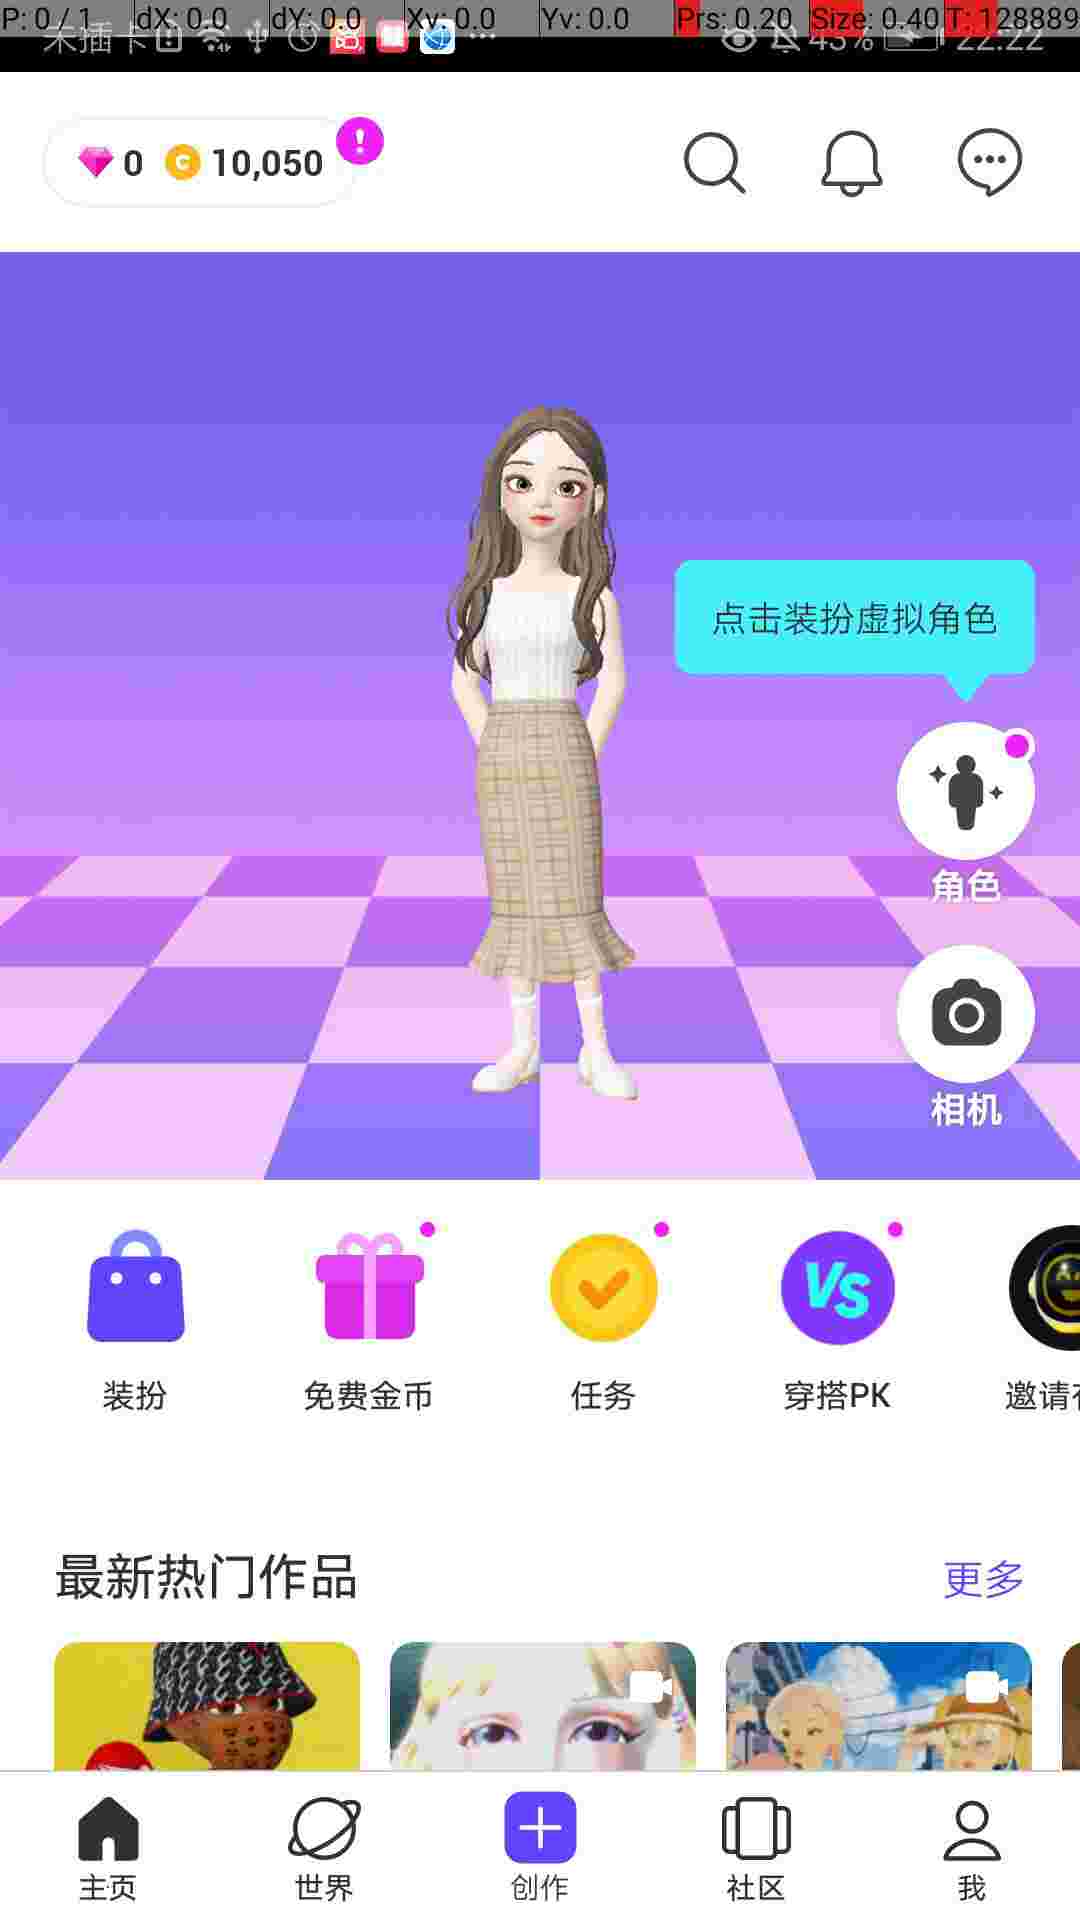 P: 0 / 1 dX: 0.0 dY: 0.0 Xv: 0.0 Yv: 0.0 Prs: 0.20 Size: 0.40 T: 128889
未插卡 43% 22:22
0 C 10,050
点击装扮虚拟角色
角色
相机
VS
装扮 免费金币 任务 穿搭PK 邀请
最新热门作品 更多
主页 世界 创作 社区 我